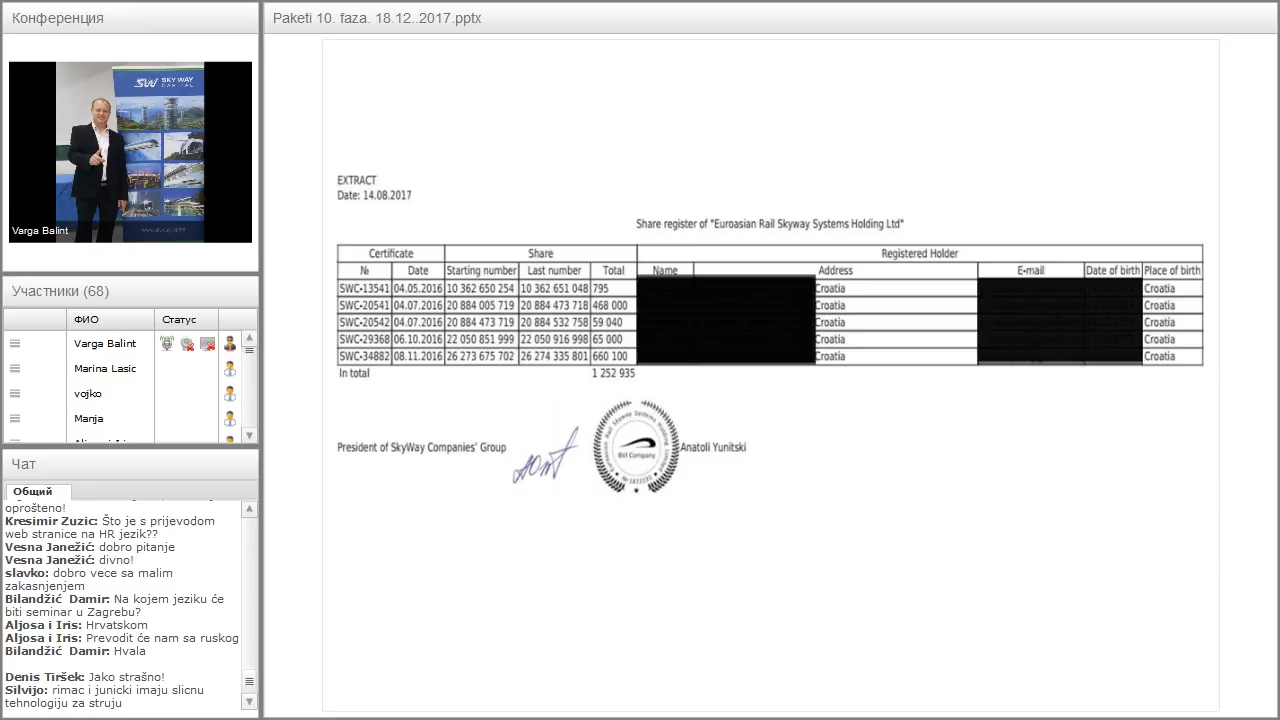 Конференция
SKY WAY
CAPITAL
Varga Balint
Участники (68)
ФИО Статус
Varga Balint
Marina Lasic
vojko
Manja
Чат
Общий
oprošteno!
Kresimir Zuzic: Što je s prijevodom
web stranice na HR jezik??
Vesna Janežić: dobro pitanje
Vesna Janežić: divno!
slavko: dobro vece sa malim
zakasnjenjem
Bilandžić Damir: Na kojem jeziku će
biti seminar u Zagrebu?
Aljosa i Iris: Hrvatskom
Aljosa i Iris: Prevodit će nam sa ruskog
Bilandžić Damir: Hvala
Denis Tiršek: Jako strašno!
Silvijo: rimac i junicki imaju slicnu
tehnologiju za struju
Paketi 10. faza. 18.12..2017.pptx
EXTRACT
Date: 14.08.2017
Share register of "Euroasian Rail Skyway Systems Holding Ltd"
Certificate Share Registered Holder
№ Date Starting number Last number Total Name Address E-mail Date of birth Place of birth
SWC-13541 04.05.2016 10 362 650 254 10 362 651 048 795 Croatia Croatia
SWC-20541 04.07.2016 20 884 005 719 20 884 473 718 468 000 Croatia Croatia
SWC-20542 04.07.2016 20 884 473 719 20 884 532 758 59 040 Croatia Croatia
SWC-29368 06.10.2016 22 050 851 999 22 050 916 998 65 000 Croatia Croatia
SWC-34882 08.11.2016 26 273 675 702 26 274 335 801 660 100 Croatia Croatia
In total 1 252 935
President of SkyWay Companies' Group
BVI Company
Anatoli Yunitski